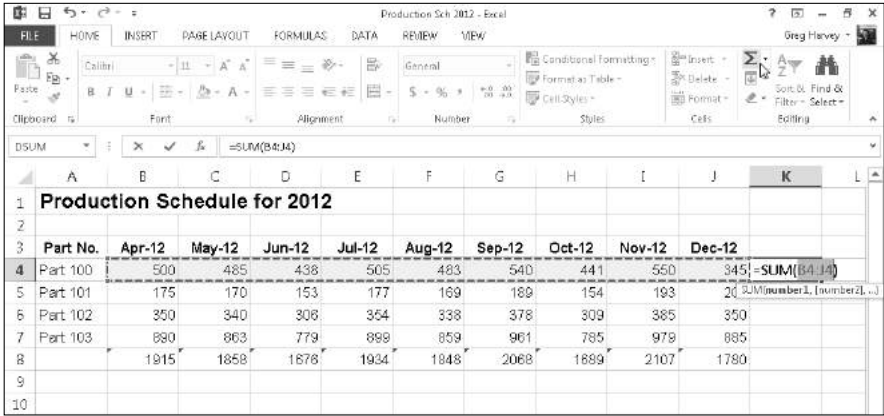 Production Sch 2012 - Excel
FILE HOME INSERT PAGE LAYOUT FORMULAS DATA REVIEW VIEW Greg Harvey
Calibri 11 A A General Conditional Formatting Insert
Paste B I U A $ % Format as Table Delete
Cell Styles Format Sort & Filter Find & Select
Clipboard Font Alignment Number Styles Cells Editing
DSUM fx =SUM(B4:J4)
A B C D E F G H I J K L
1 Production Schedule for 2012
2
3 Part No. Apr-12 May-12 Jun-12 Jul-12 Aug-12 Sep-12 Oct-12 Nov-12 Dec-12
4 Part 100 500 485 438 505 483 540 441 550 345 =SUM(B4:J4)
5 Part 101 175 170 153 177 169 189 154 193 SUM(number1, [number2], ...)
6 Part 102 350 340 306 354 338 378 309 385 350
7 Part 103 890 863 779 899 859 961 785 979 885
8 1915 1858 1676 1934 1848 2068 1689 2107 1780
9
10